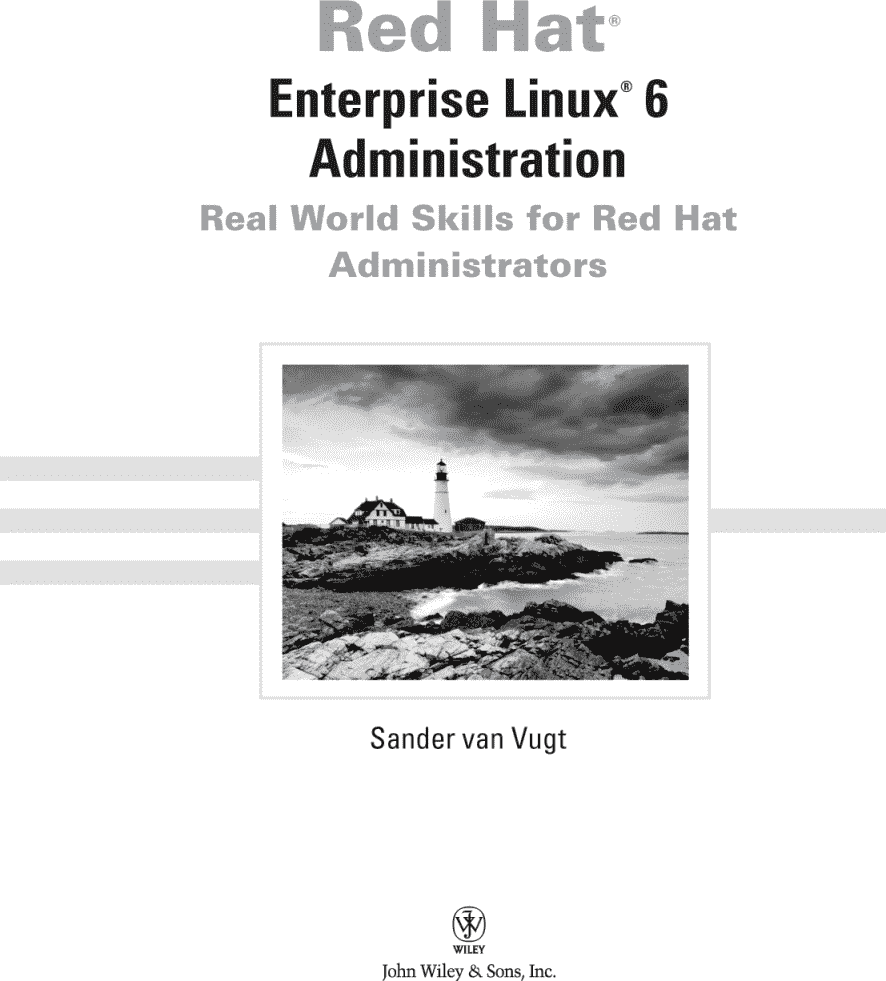 Red Hat®
Enterprise Linux® 6
Administration
Real World Skills for Red Hat
Administrators
Sander van Vugt
WILEY
John Wiley & Sons, Inc.